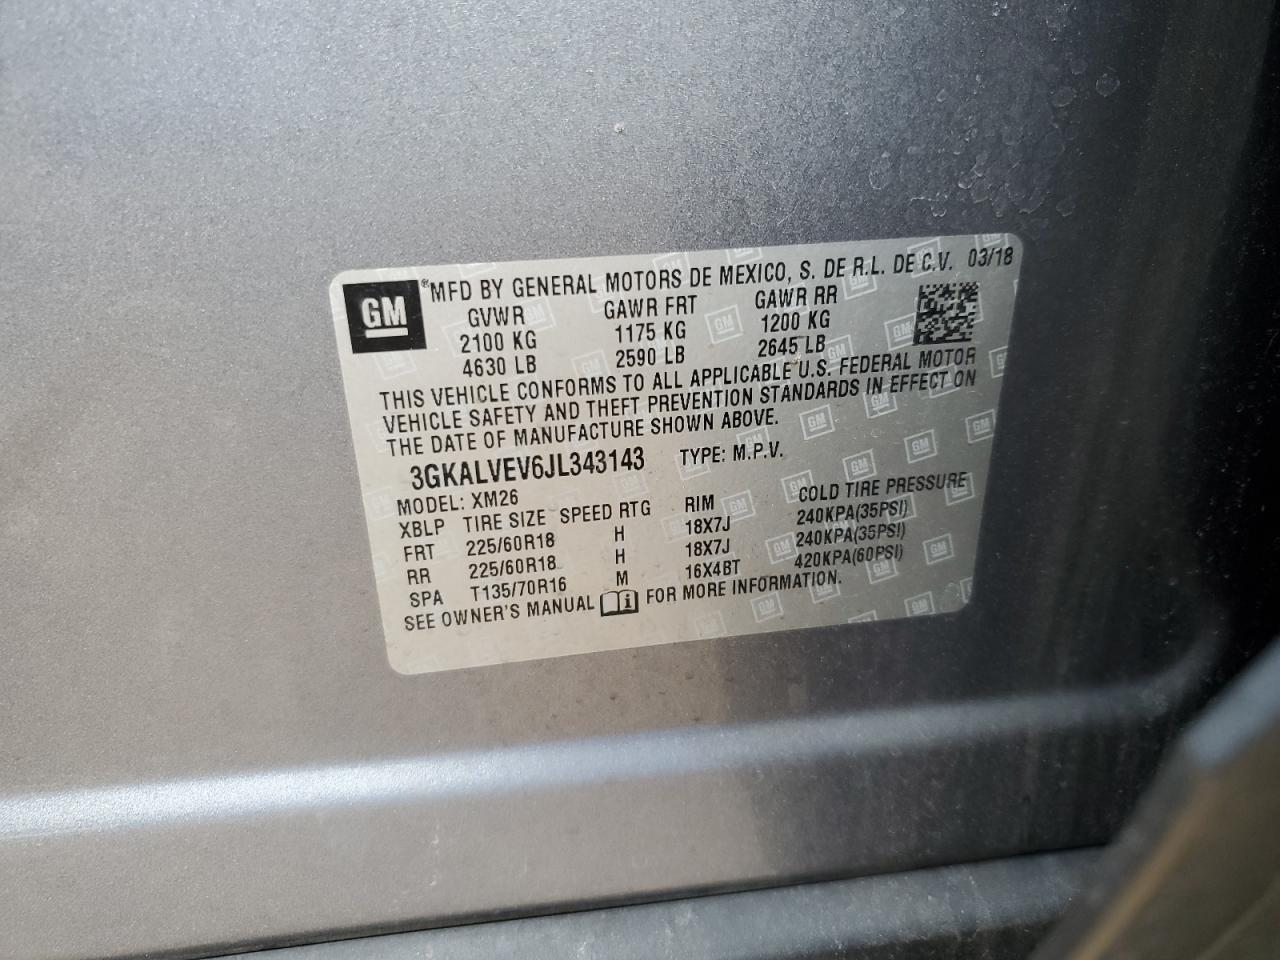 GM ®MFD BY GENERAL MOTORS DE MEXICO, S. DE R.L. DE C.V. 03/18
GVWR GAWR FRT GAWR RR
2100 KG 1175 KG 1200 KG
4630 LB 2590 LB 2645 LB
THIS VEHICLE CONFORMS TO ALL APPLICABLE U.S. FEDERAL MOTOR
VEHICLE SAFETY AND THEFT PREVENTION STANDARDS IN EFFECT ON
THE DATE OF MANUFACTURE SHOWN ABOVE.
3GKALVEV6JL343143 TYPE: M.P.V.
MODEL: XM26
XBLP TIRE SIZE SPEED RTG RIM COLD TIRE PRESSURE
FRT 225/60R18 H 18X7J 240KPA(35PSI)
RR 225/60R18 H 18X7J 240KPA(35PSI)
SPA T135/70R16 M 16X4BT 420KPA(60PSI)
SEE OWNER'S MANUAL i FOR MORE INFORMATION.